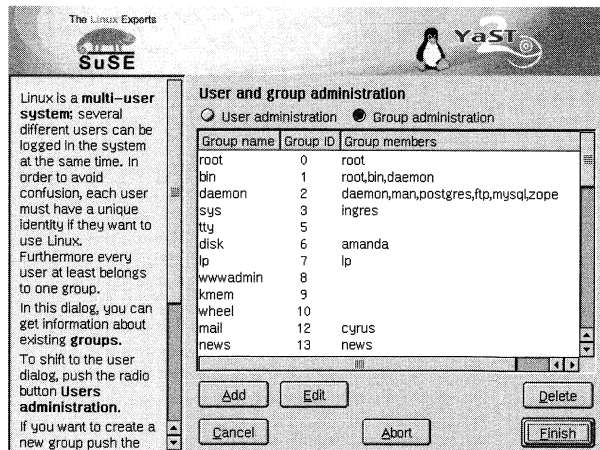 The Linux Experts
SuSE
YaST
2
Linux is a multi-user
system; several
different users can be
logged in the system
at the same time. In
order to avoid
confusion, each user
must have a unique
identity if they want to
use Linux.
Furthermore every
user at least belongs
to one group.
In this dialog, you can
get information about
existing groups.
To shift to the user
dialog, push the radio
button Users
administration.
If you want to create a
new group push the
User and group administration
User administration Group administration
Group name Group ID Group members
root 0 root
bin 1 root,bin,daemon
daemon 2 daemon,man,postgres,ftp,mysql,zope
sys 3 ingres
tty 5
disk 6 amanda
lp 7 lp
wwwadmin 8
kmem 9
wheel 10
mail 12 cyrus
news 13 news
Add Edit Delete
Cancel Abort Finish